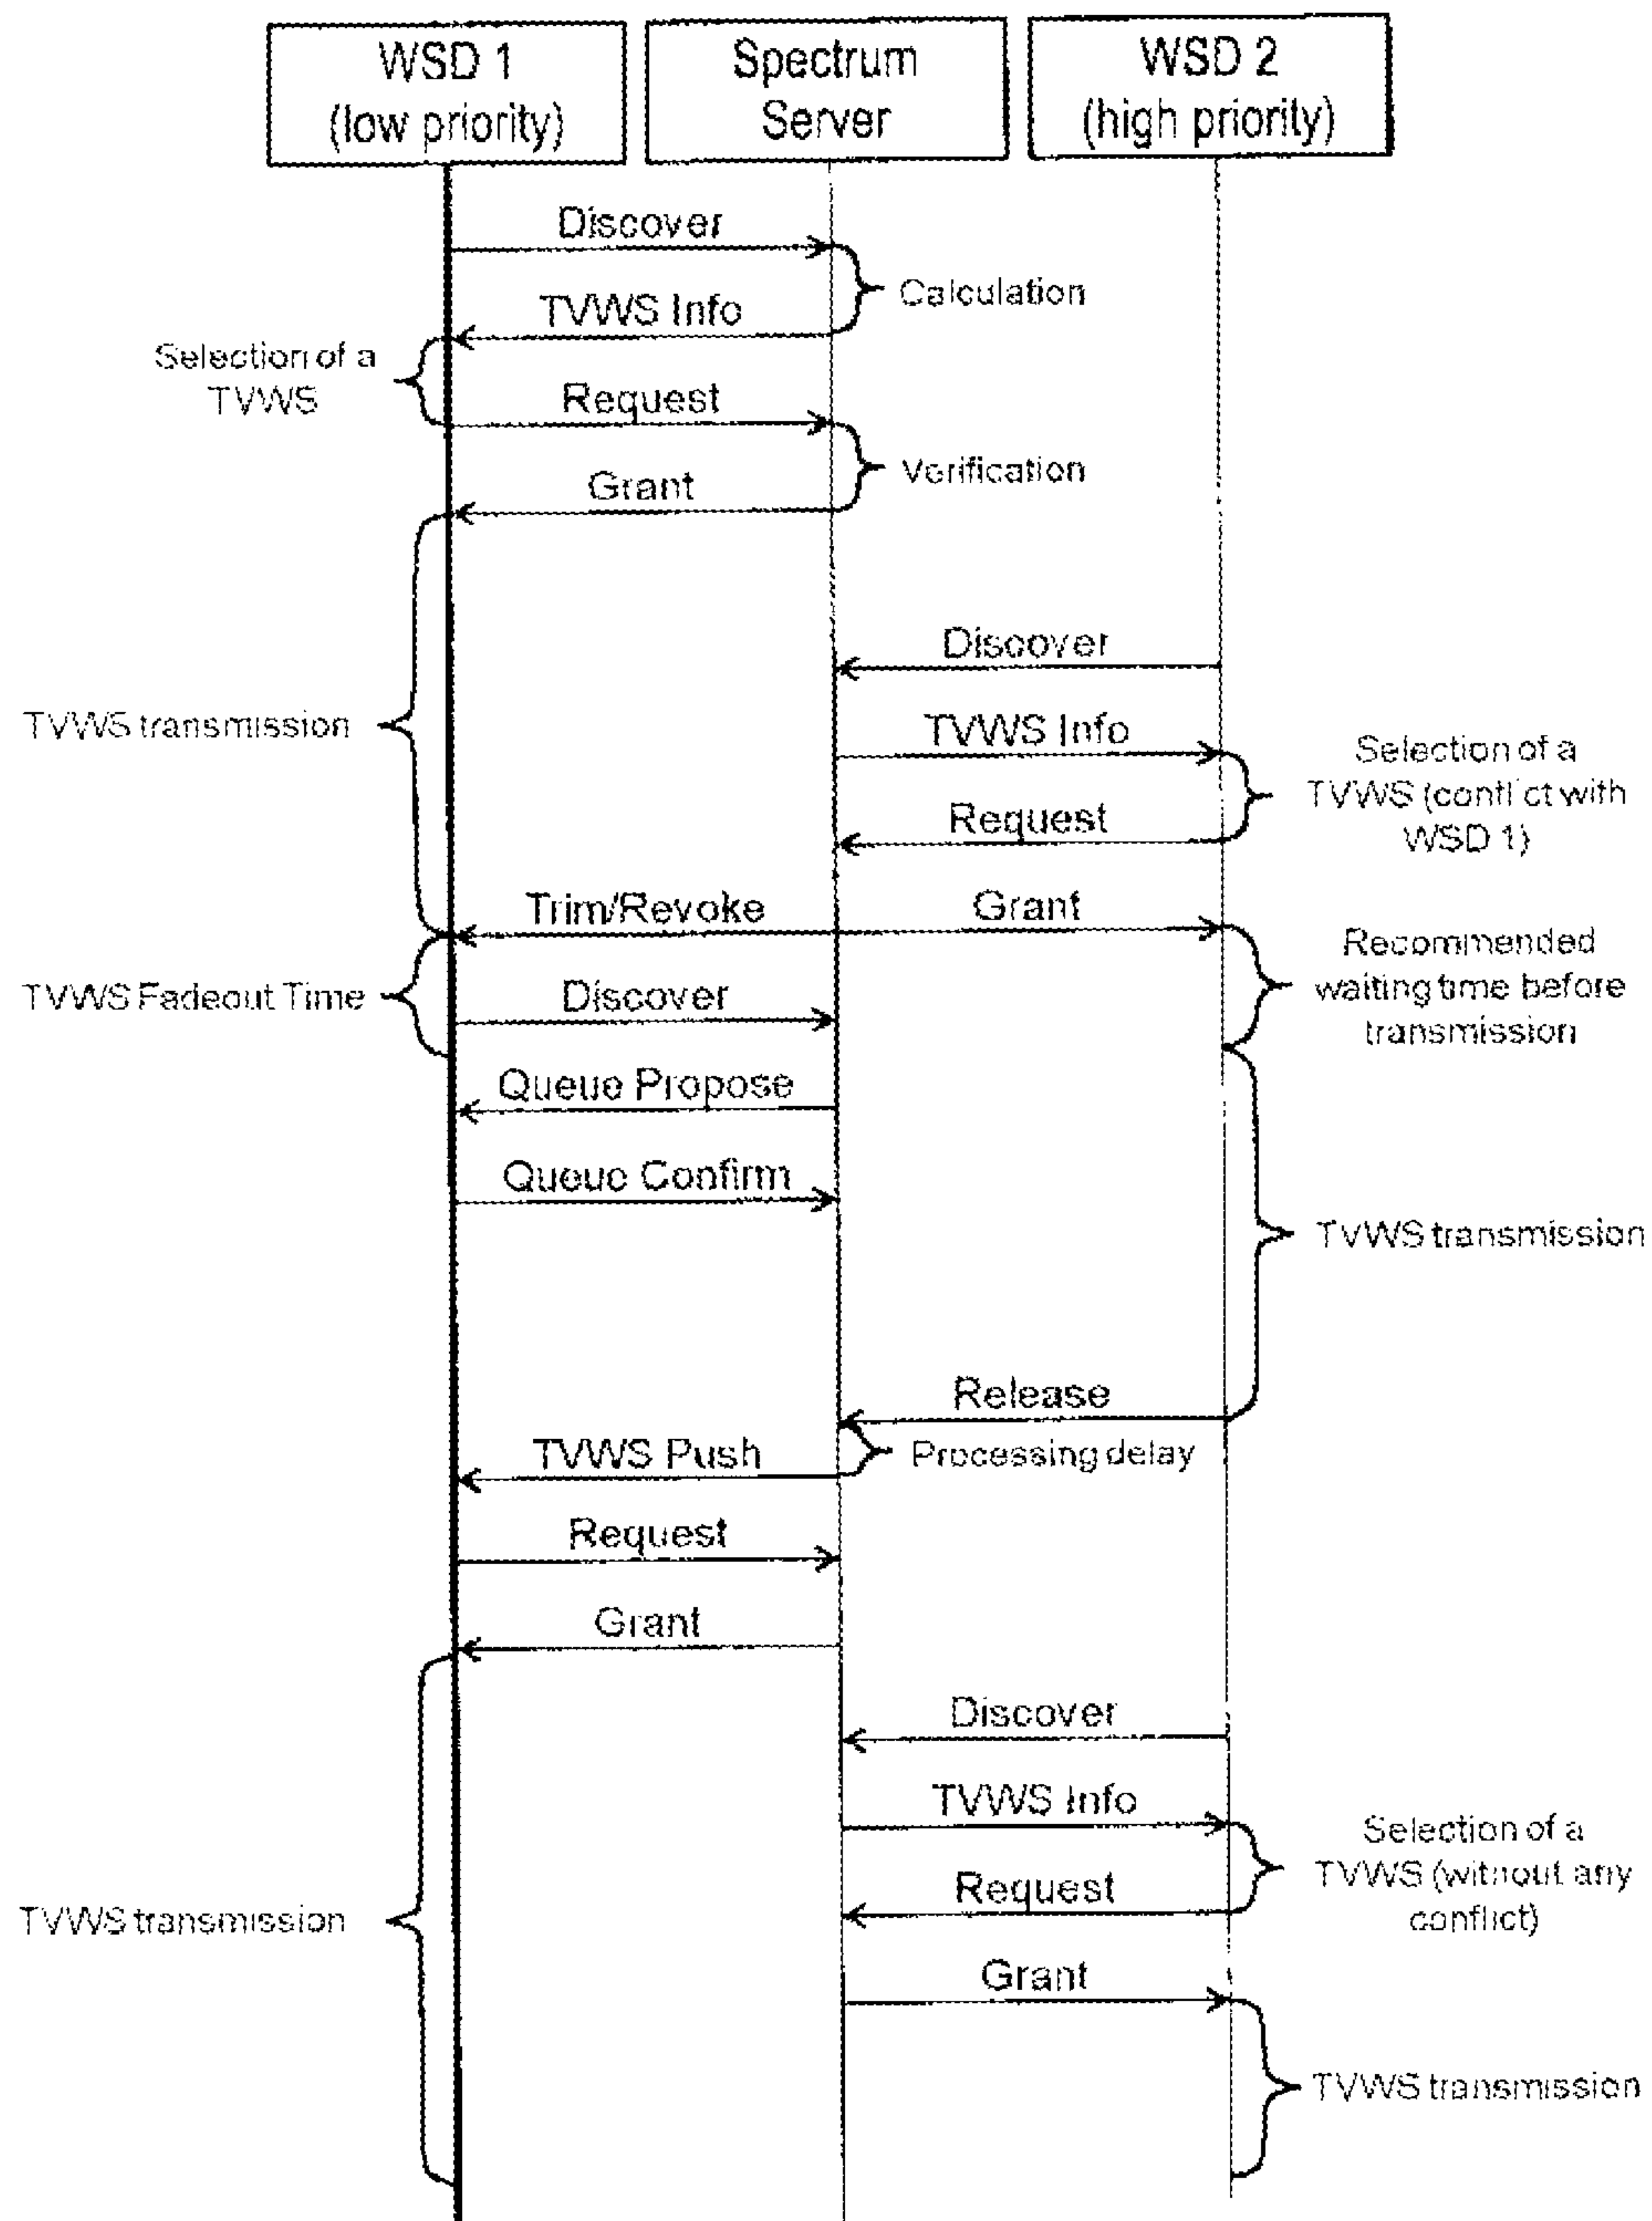 WSD 1
(low priority)
Spectrum
Server
WSD 2
(high priority)
Discover
Calculation
TVWS Info
Selection of a
TVWS
Request
Verification
Grant
Discover
TVWS transmission
TVWS Info
Selection of a
TVWS (conflict with
WSD 1)
Request
Trim/Revoke
Grant
Recommended
waiting time before
transmission
TVWS Fadeout Time
Discover
Queue Propose
Queue Confirm
TVWS transmission
Release
TVWS Push
Processing delay
Request
Grant
Discover
TVWS Info
Selection of a
TVWS (without any
conflict)
Request
TVWS transmission
Grant
TVWS transmission